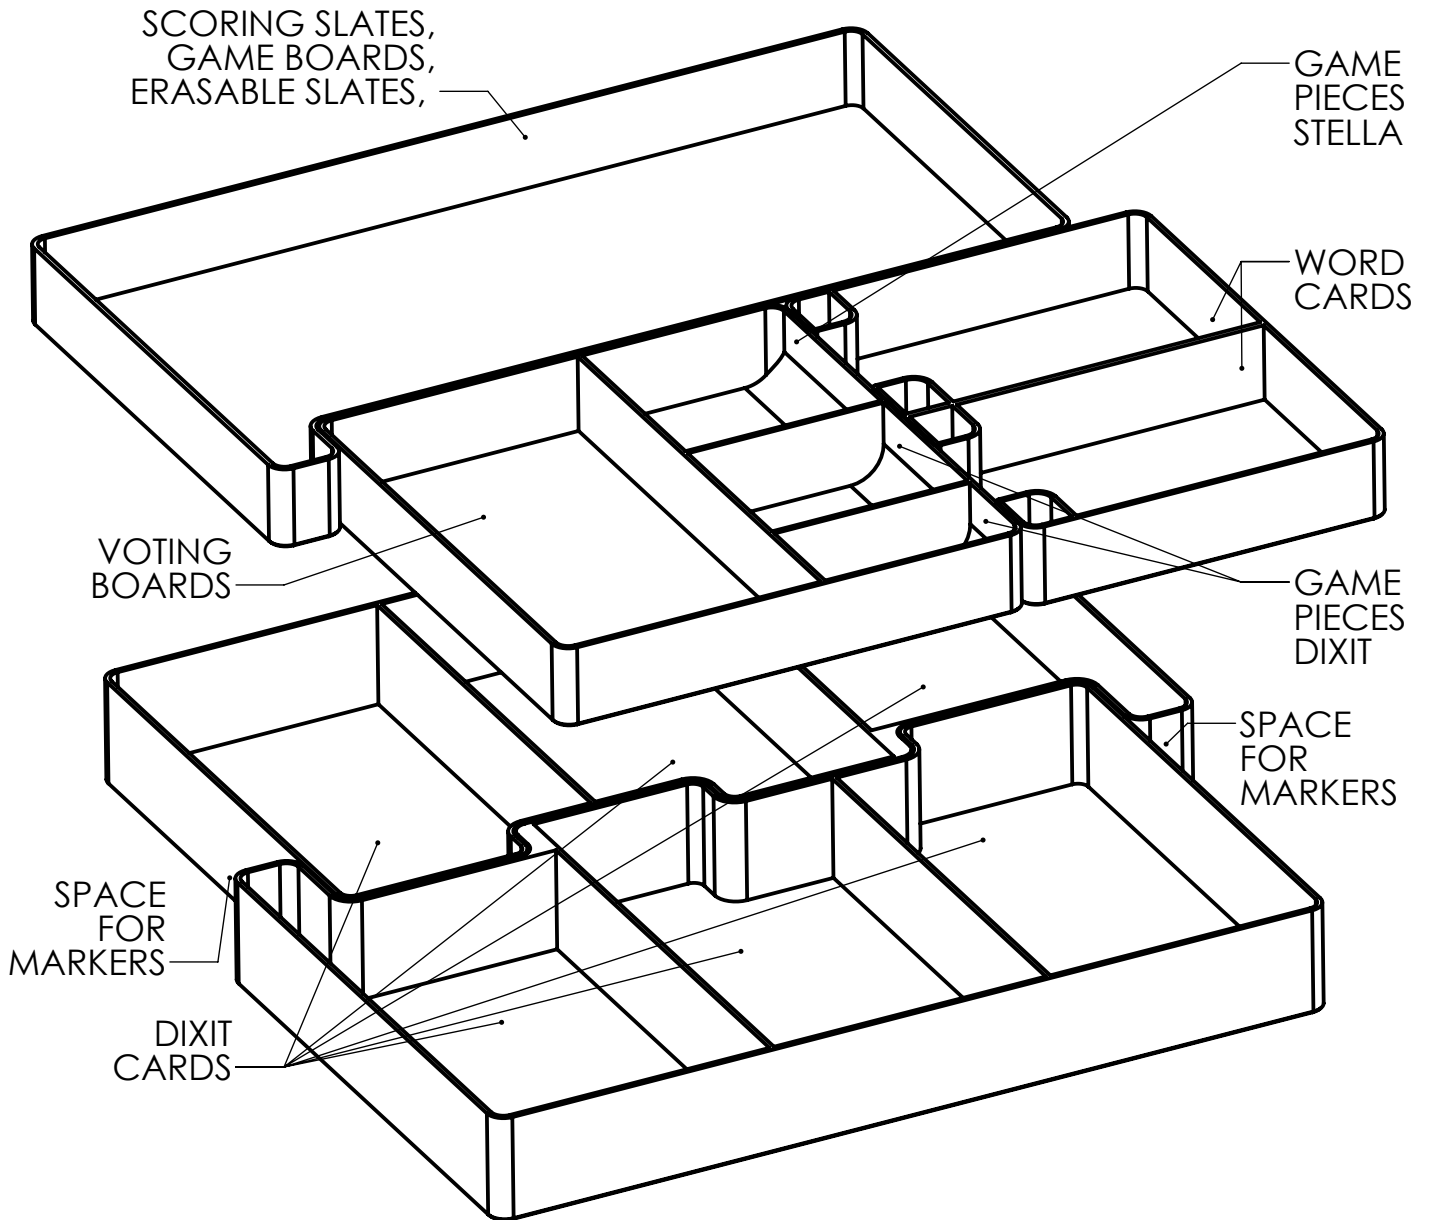 SCORING SLATES,
GAME BOARDS,
ERASABLE SLATES,
GAME
PIECES
STELLA
WORD
CARDS
VOTING
BOARDS
GAME
PIECES
DIXIT
SPACE
FOR
MARKERS
SPACE
FOR
MARKERS
DIXIT
CARDS